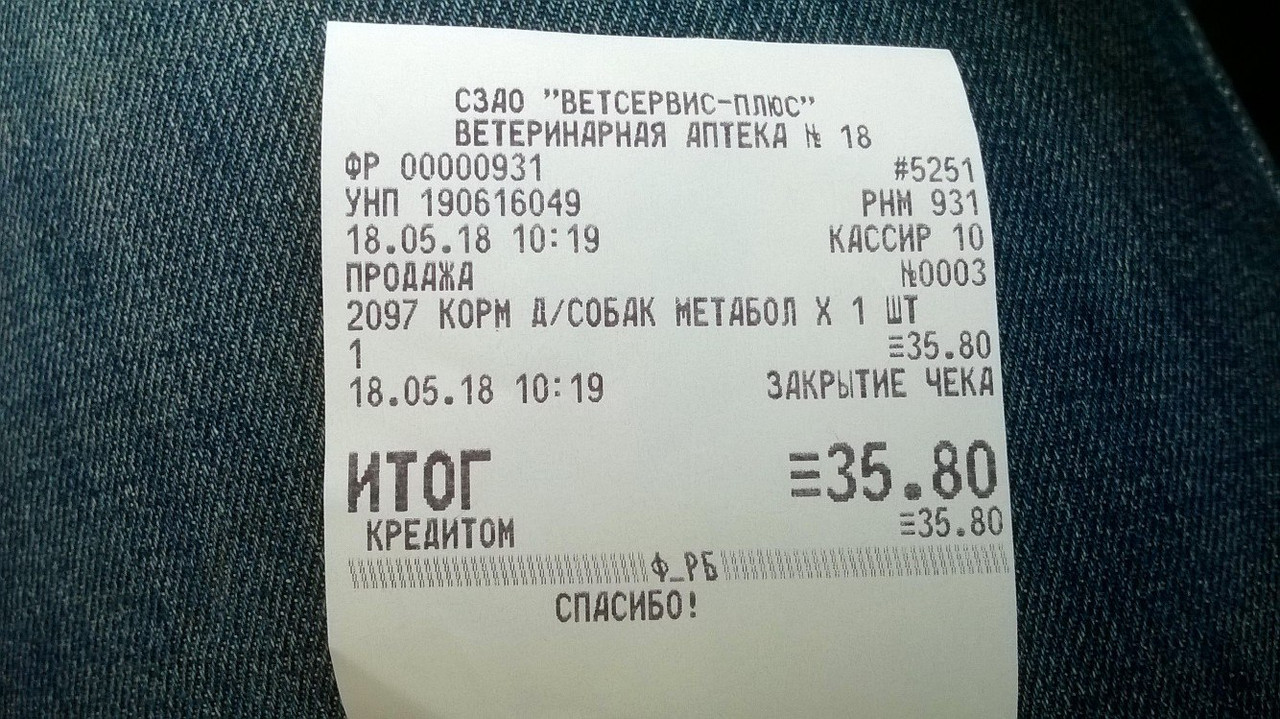 СЗАО "ВЕТСЕРВИС-ПЛЮС"
ВЕТЕРИНАРНАЯ АПТЕКА № 18
ФР 00000931 #5251
УНП 190616049 РНМ 931
18.05.18 10:19 КАССИР 10
ПРОДАЖА №0003
2097 КОРМ Д/СОБАК МЕТАБОЛ X 1 ШТ
1 ≡35.80
18.05.18 10:19 ЗАКРЫТИЕ ЧЕКА
ИТОГ ≡35.80
КРЕДИТОМ ≡35.80
Ф_РБ
СПАСИБО!